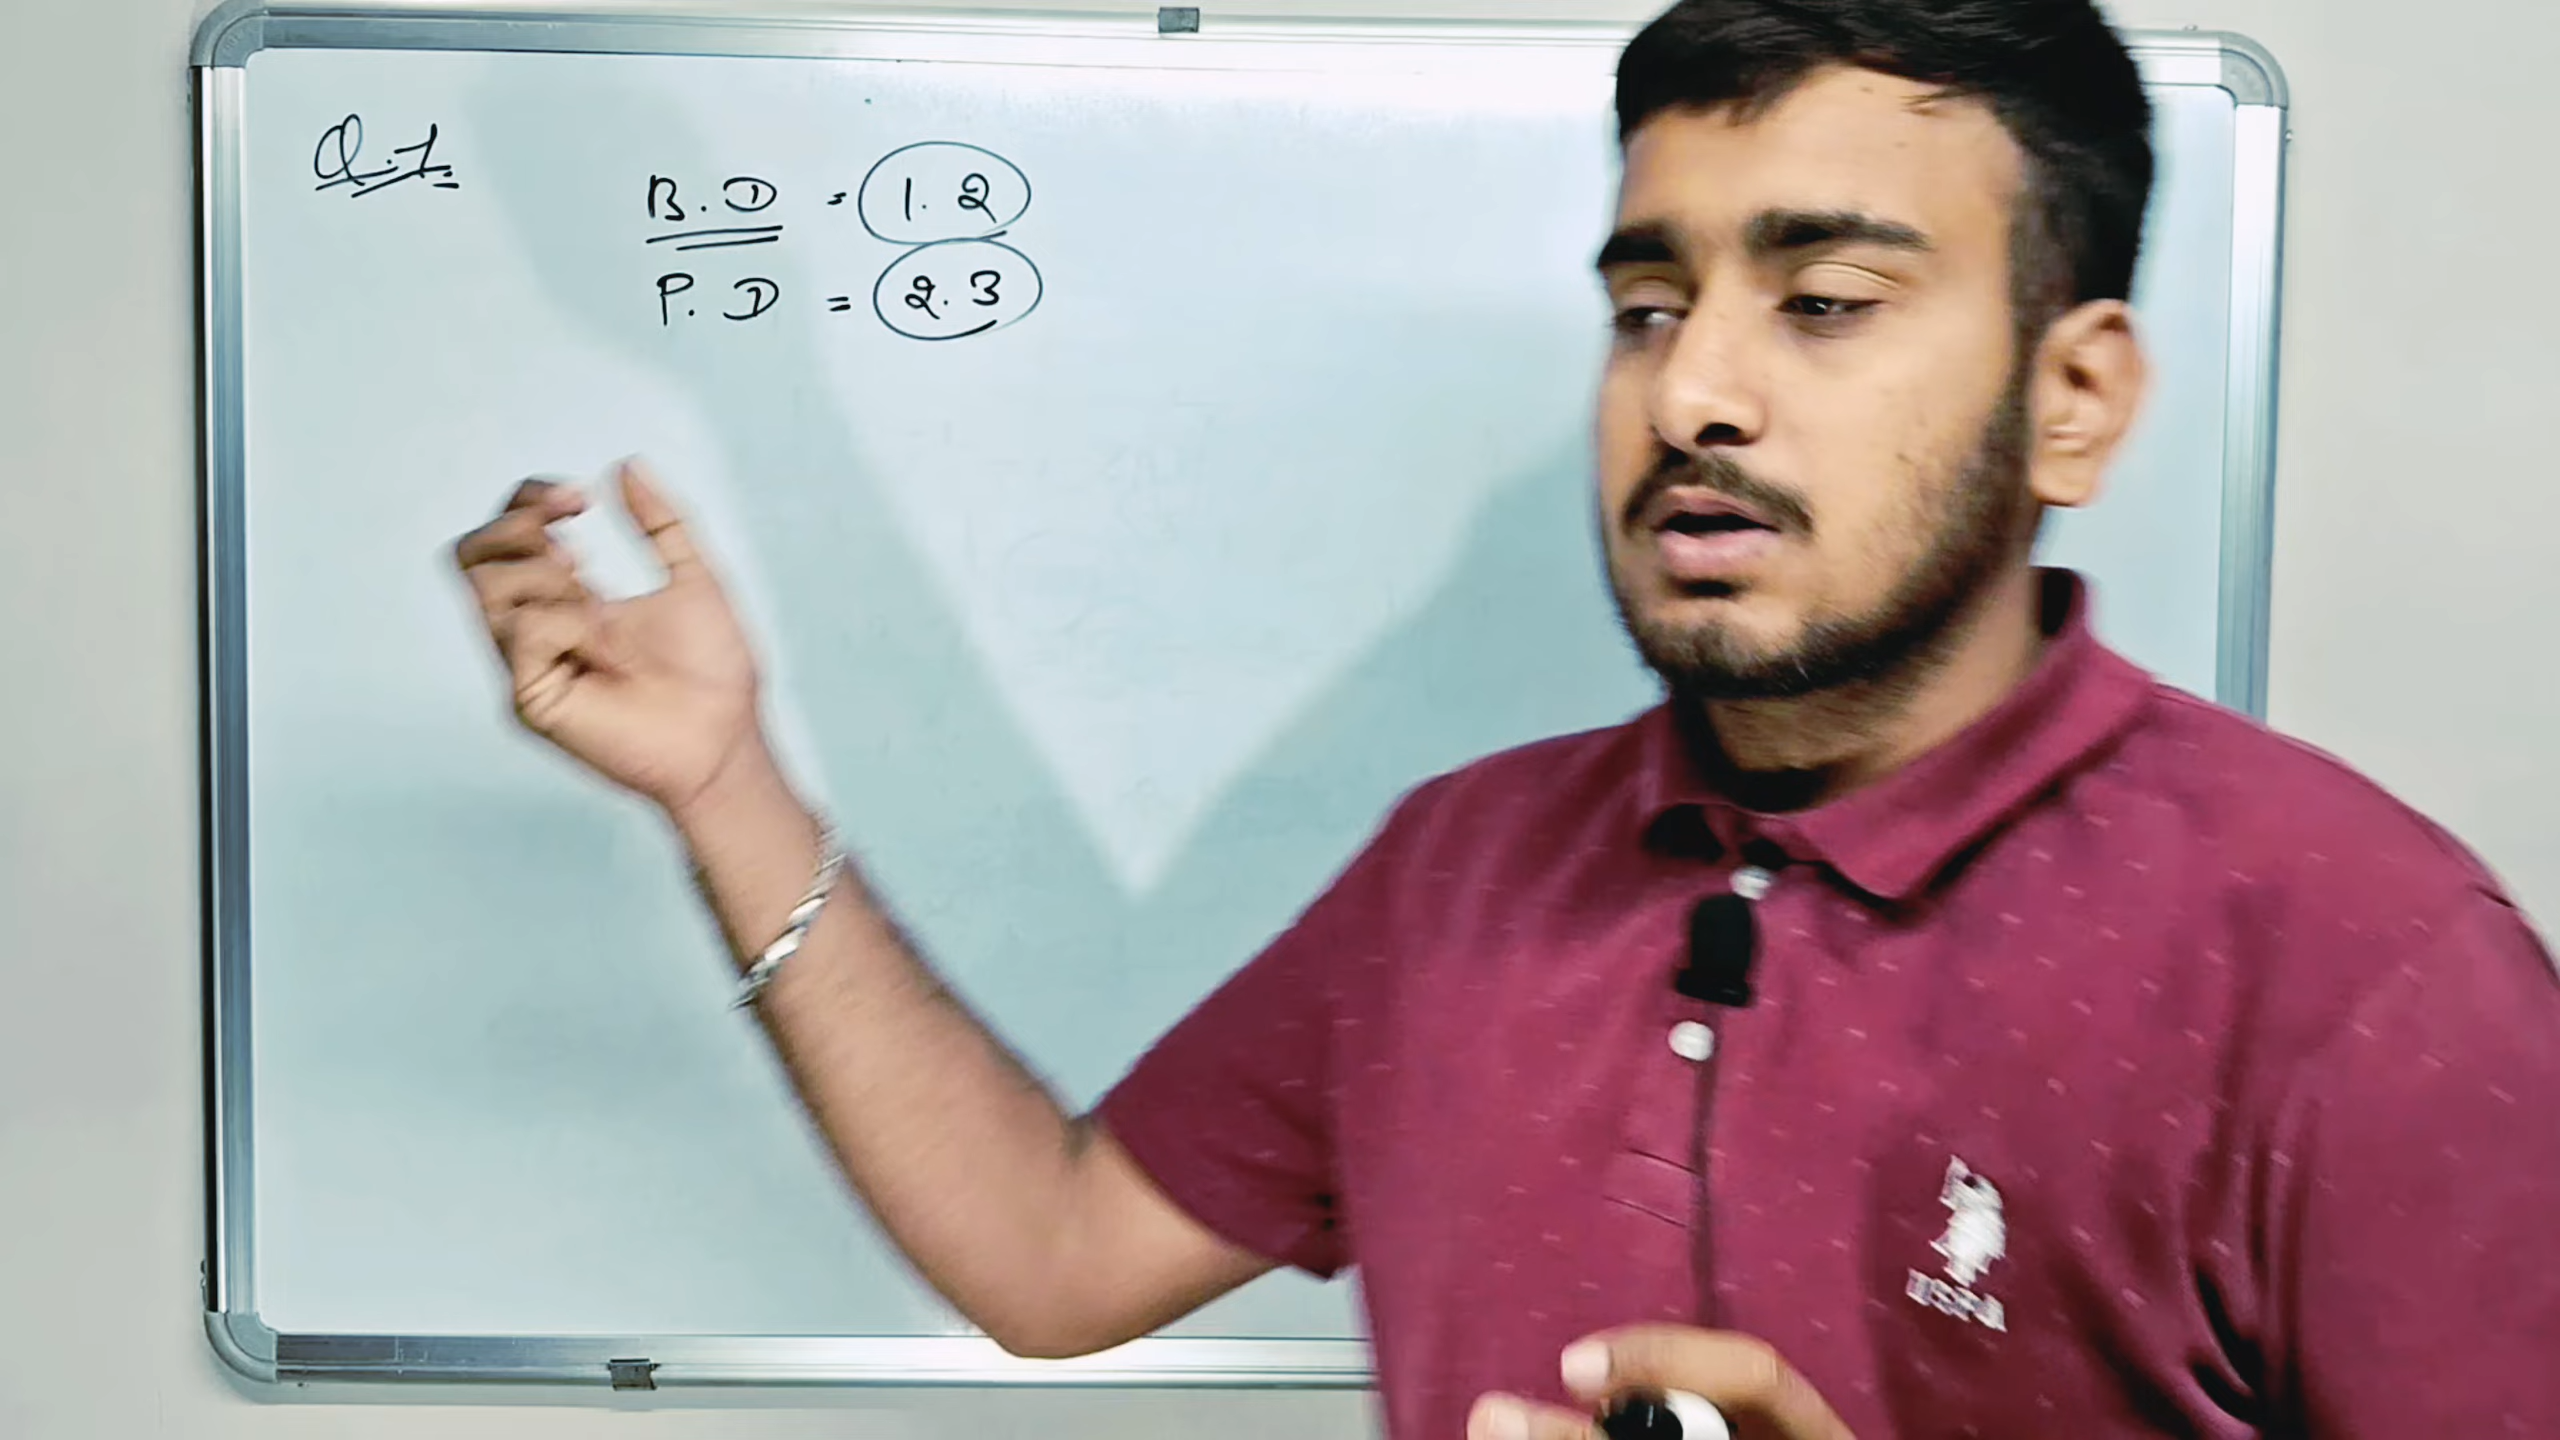 Q.1.
B.D = 1.2
P.D = 2.3